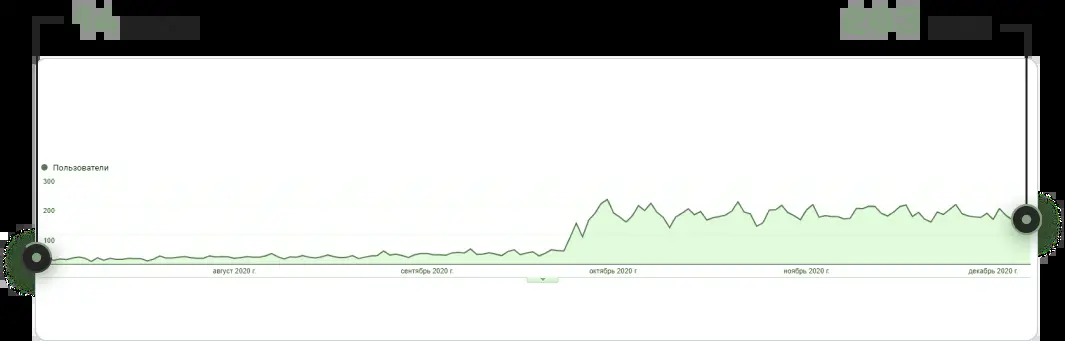 Пользователи
300
200
100
август 2020 г.
сентябрь 2020 г.
октябрь 2020 г.
ноябрь 2020 г.
декабрь 2020 г.